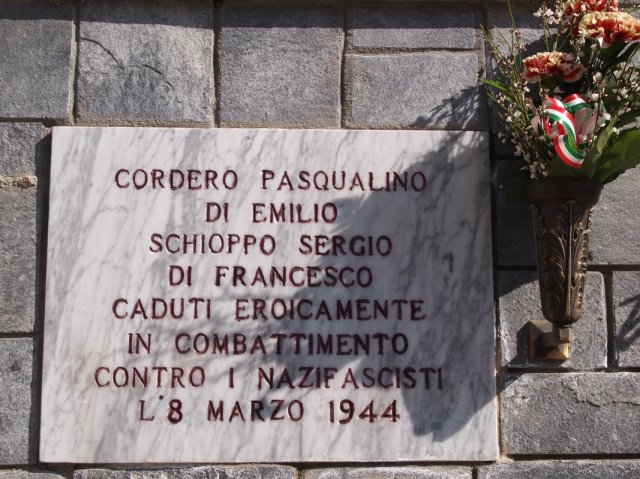 CORDERO PASQUALINO
DI EMILIO
SCHIOPPO SERGIO
DI FRANCESCO
CADUTI EROICAMENTE
IN COMBATTIMENTO
CONTRO I NAZIFASCISTI
L'8 MARZO 1944